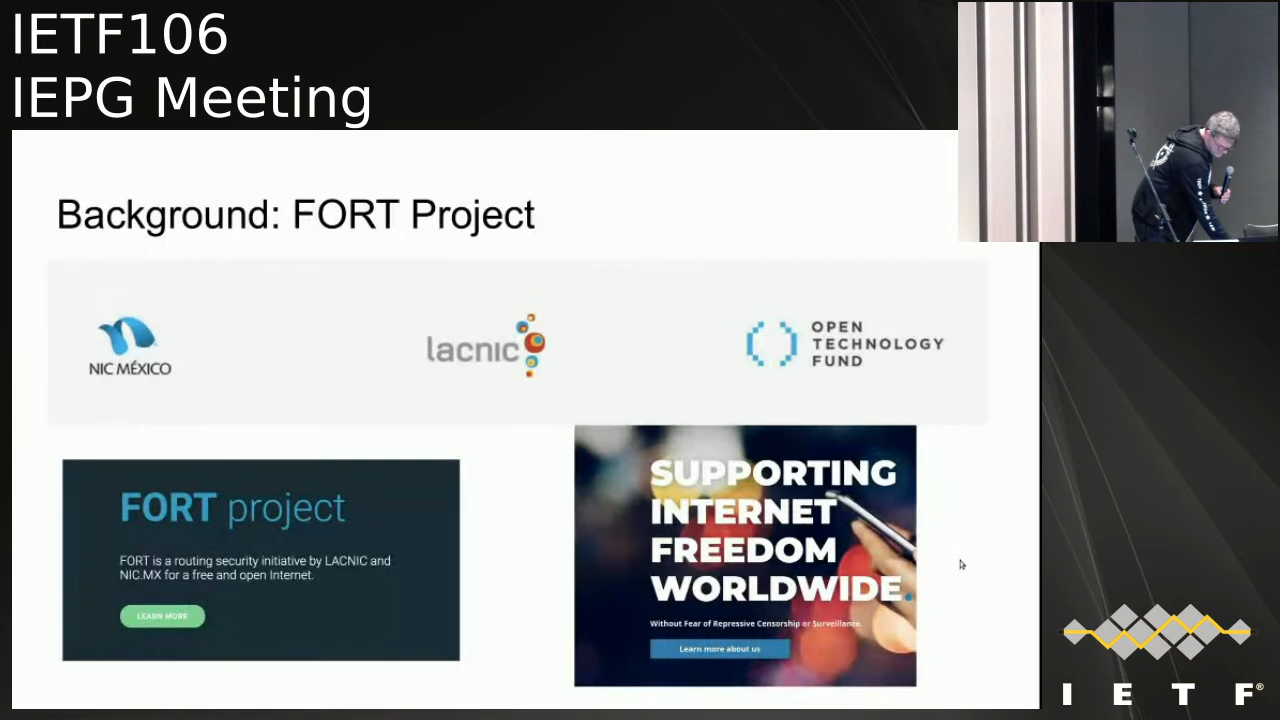 IETF106
IEPG Meeting
Background: FORT Project
NIC MÉXICO
lacnic
OPEN
TECHNOLOGY
FUND
FORT project
FORT is a routing security initiative by LACNIC and
NIC.MX for a free and open Internet.
LEARN MORE
SUPPORTING
INTERNET
FREEDOM
WORLDWIDE.
Without Fear of Repressive Censorship or Surveillance.
Learn more about us
I E T F®